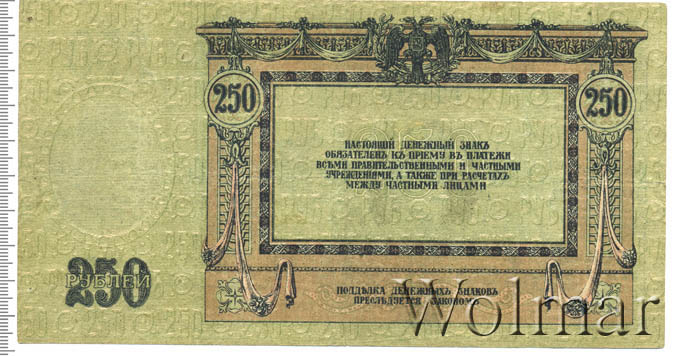 250
250
НАСТОЯЩІЙ ДЕНЕЖНЫЙ ЗНАКЪ
ОБЯЗАТЕЛЕНЪ КЪ ПРІЕМУ ВЪ ПЛАТЕЖИ
ВСѢМИ ПРАВИТЕЛЬСТВЕННЫМИ И ЧАСТНЫМИ
УЧРЕЖДЕНІЯМИ, А ТАКЖЕ ПРИ РАСЧЕТАХЪ
МЕЖДУ ЧАСТНЫМИ ЛИЦАМИ
250
РУБЛЕЙ
ПОДДѢЛКА ДЕНЕЖНЫХЪ ЗНАКОВЪ
ПРЕСЛѢДУЕТСЯ ЗАКОНОМЪ
Wolmar